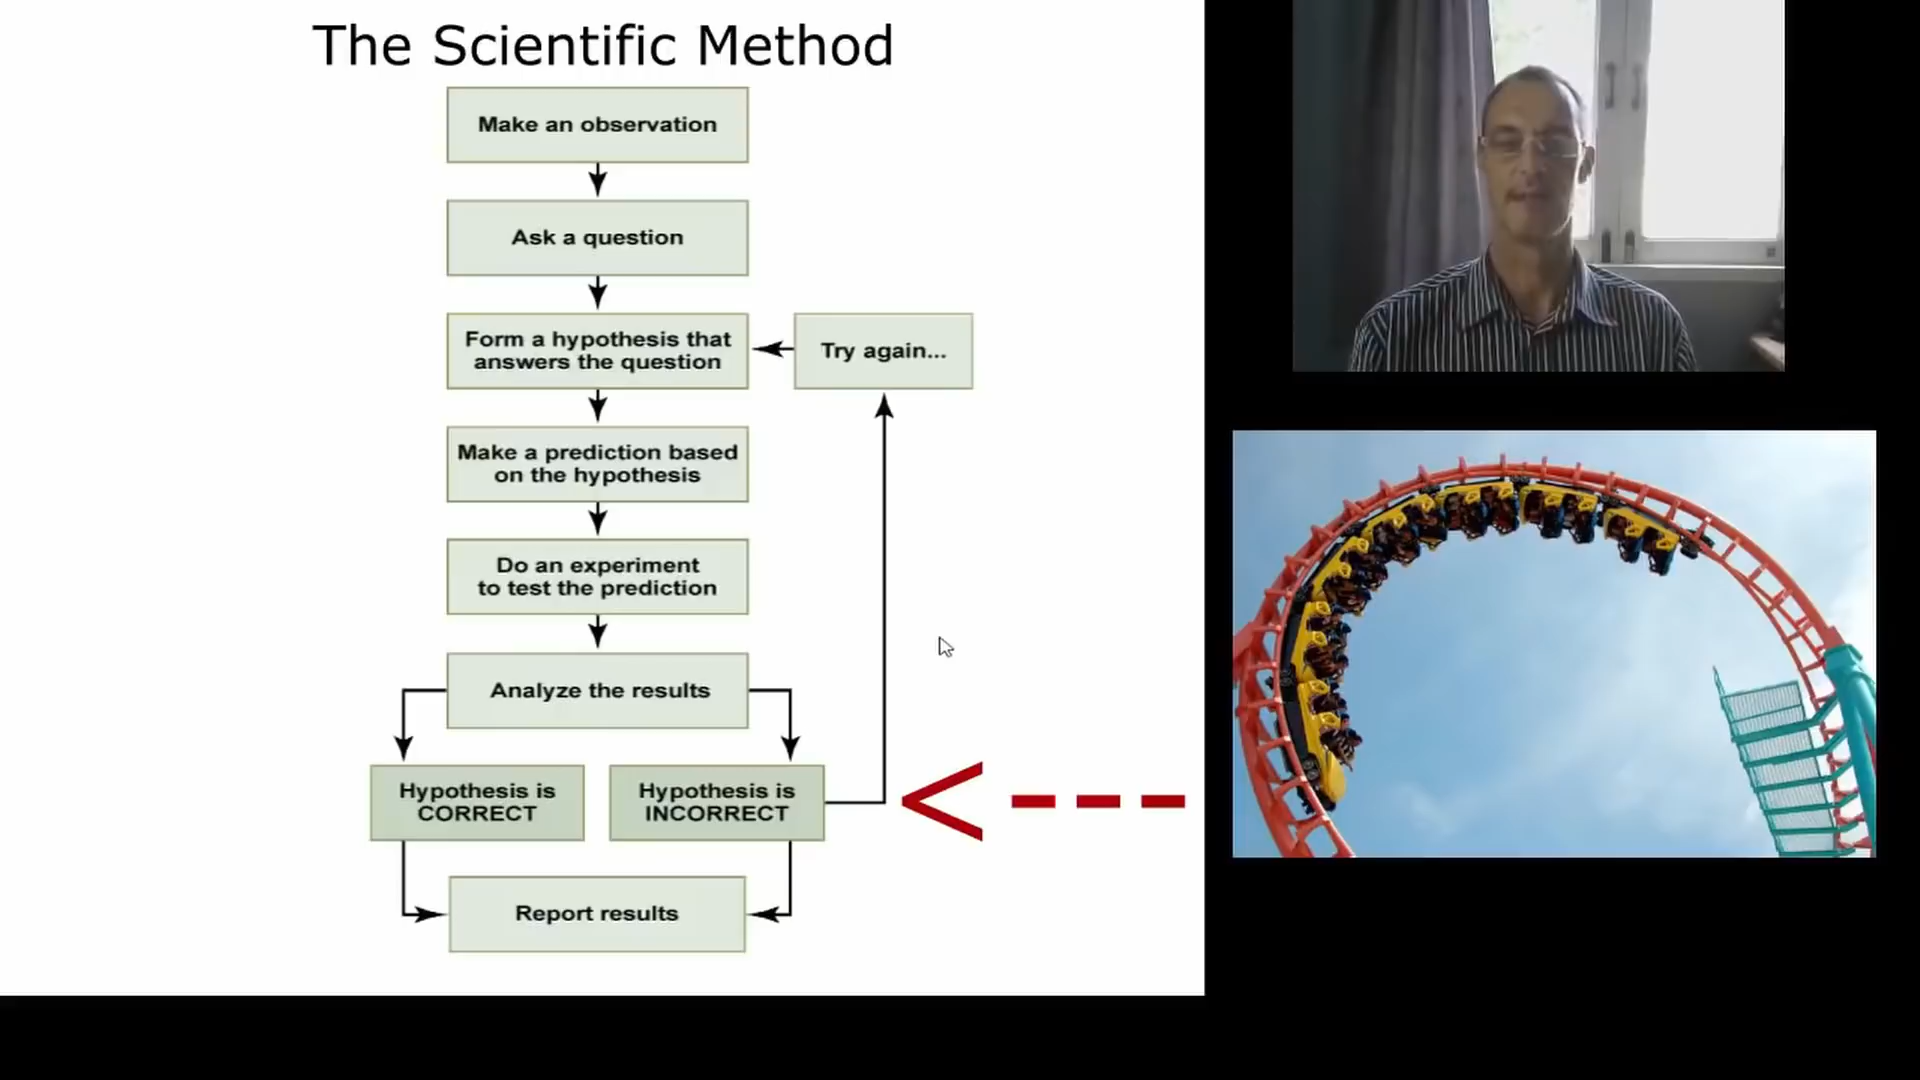 The Scientific Method
Make an observation
Ask a question
Form a hypothesis that
answers the question
Try again...
Make a prediction based
on the hypothesis
Do an experiment
to test the prediction
Analyze the results
Hypothesis is
CORRECT
Hypothesis is
INCORRECT
Report results